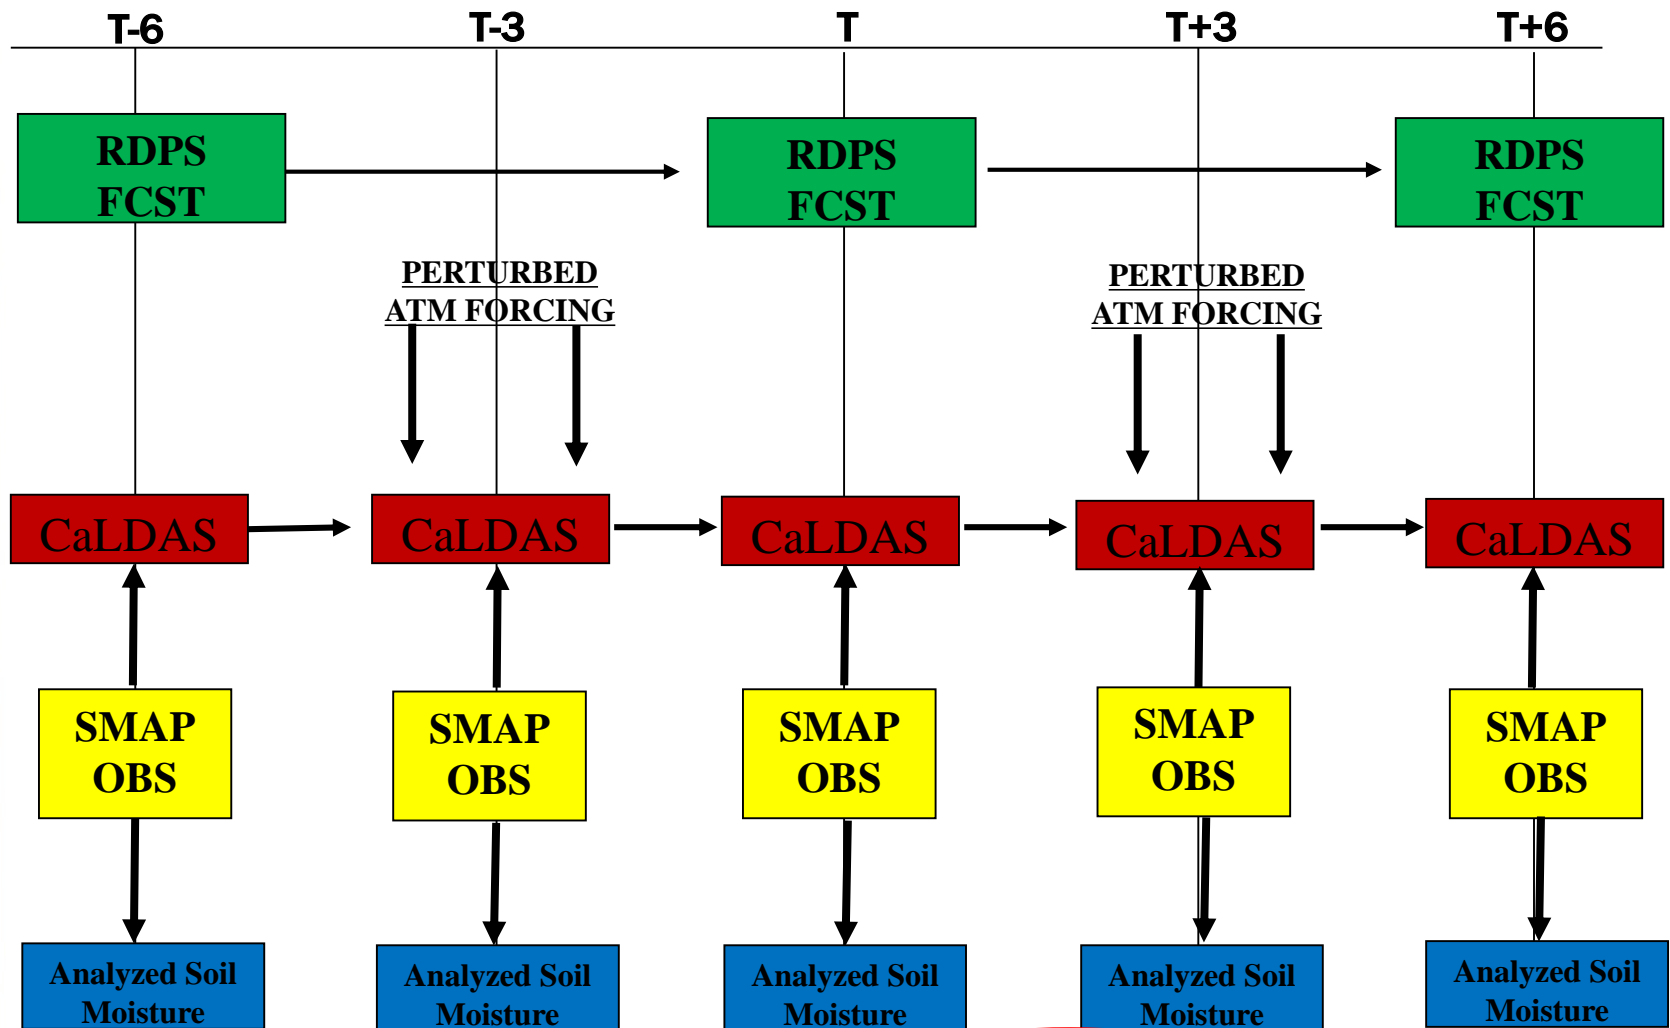 T-6
T-3
T
T+3
T+6
RDPS
FCST
RDPS
FCST
RDPS
FCST
PERTURBED
ATM FORCING
PERTURBED
ATM FORCING
CaLDAS
CaLDAS
CaLDAS
CaLDAS
CaLDAS
SMAP
OBS
SMAP
OBS
SMAP
OBS
SMAP
OBS
SMAP
OBS
Analyzed Soil
Moisture
Analyzed Soil
Moisture
Analyzed Soil
Moisture
Analyzed Soil
Moisture
Analyzed Soil
Moisture